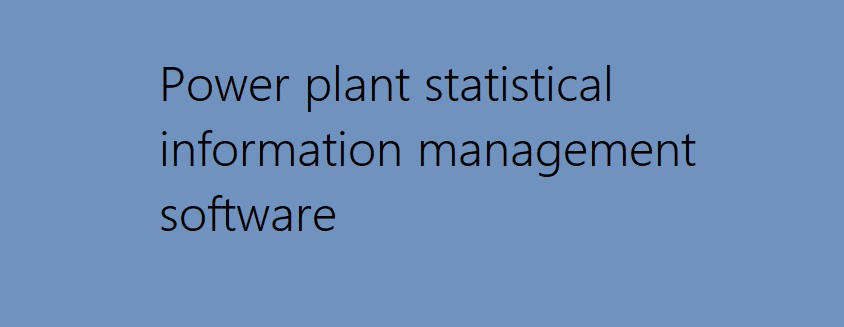 Power plant statistical
information management
software